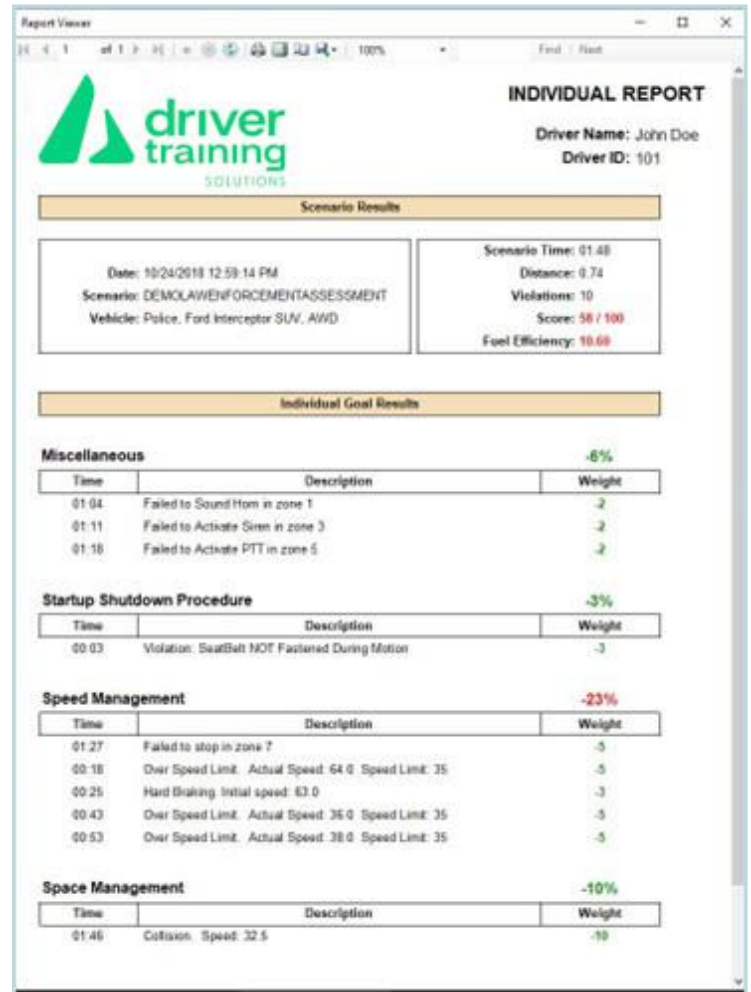 Report Viewer
1 of 1 100% Find | Next
driver
training
SOLUTIONS
INDIVIDUAL REPORT
Driver Name: John Doe
Driver ID: 101
Scenario Results
Date: 10/24/2018 12:59:14 PM
Scenario: DEMOLAWENFORCEMENTASSESSMENT
Vehicle: Police, Ford Interceptor SUV, AWD
Scenario Time: 01:48
Distance: 0.74
Violations: 10
Score: 58 / 100
Fuel Efficiency: 10.60
Individual Goal Results
Miscellaneous -6%
Time Description Weight
01:04 Failed to Sound Horn in zone 1 -2
01:11 Failed to Activate Siren in zone 3 -2
01:18 Failed to Activate PTT in zone 5 -2
Startup Shutdown Procedure -3%
Time Description Weight
00:03 Violation: SeatBelt NOT Fastened During Motion -3
Speed Management -23%
Time Description Weight
01:27 Failed to stop in zone 7 -5
00:18 Over Speed Limit. Actual Speed: 64.0 Speed Limit: 35 -5
00:25 Hard Braking. Initial speed: 63.0 -3
00:43 Over Speed Limit. Actual Speed: 36.0 Speed Limit: 35 -5
00:53 Over Speed Limit. Actual Speed: 38.0 Speed Limit: 35 -5
Space Management -10%
Time Description Weight
01:46 Collision. Speed: 32.5 -10